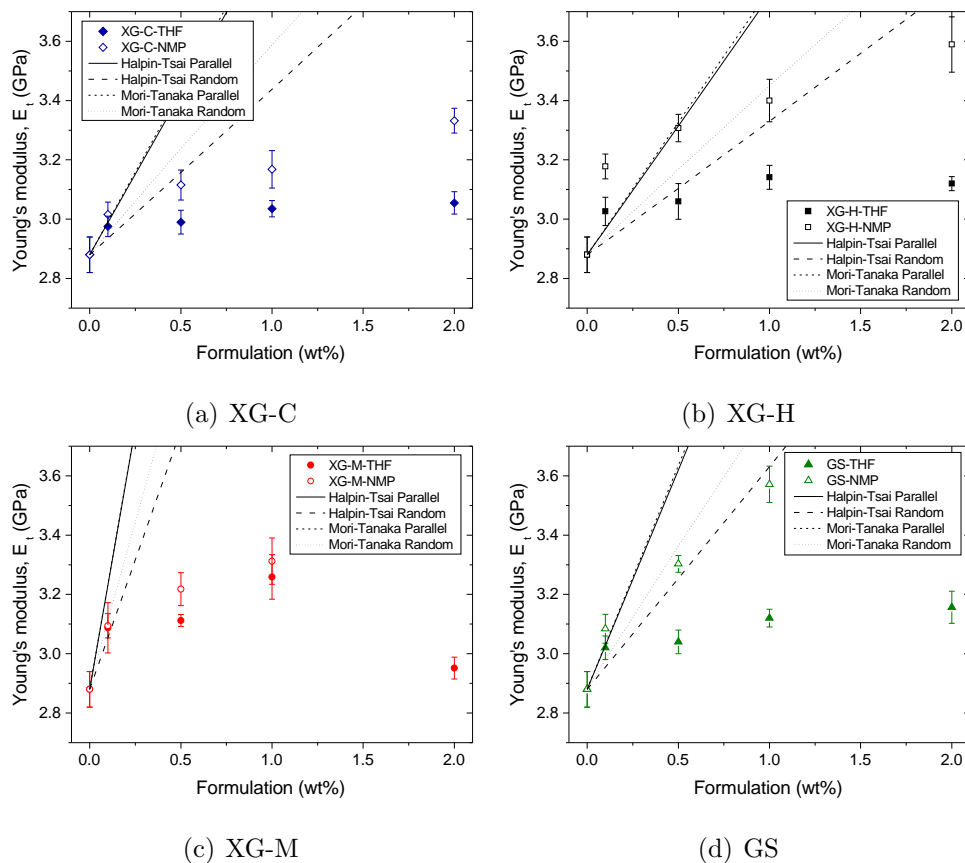 3.6
3.4
3.2
3.0
2.8
Young's modulus, E_t (GPa)
XG-C-THF
XG-C-NMP
Halpin-Tsai Parallel
Halpin-Tsai Random
Mori-Tanaka Parallel
Mori-Tanaka Random
0.0 0.5 1.0 1.5 2.0
Formulation (wt%)
(a) XG-C
3.6
3.4
3.2
3.0
2.8
Young's modulus, E_t (GPa)
XG-H-THF
XG-H-NMP
Halpin-Tsai Parallel
Halpin-Tsai Random
Mori-Tanaka Parallel
Mori-Tanaka Random
0.0 0.5 1.0 1.5 2.0
Formulation (wt%)
(b) XG-H
3.6
3.4
3.2
3.0
2.8
Young's modulus, E_t (GPa)
XG-M-THF
XG-M-NMP
Halpin-Tsai Parallel
Halpin-Tsai Random
Mori-Tanaka Parallel
Mori-Tanaka Random
0.0 0.5 1.0 1.5 2.0
Formulation (wt%)
(c) XG-M
3.6
3.4
3.2
3.0
2.8
Young's modulus, E_t (GPa)
GS-THF
GS-NMP
Halpin-Tsai Parallel
Halpin-Tsai Random
Mori-Tanaka Parallel
Mori-Tanaka Random
0.0 0.5 1.0 1.5 2.0
Formulation (wt%)
(d) GS